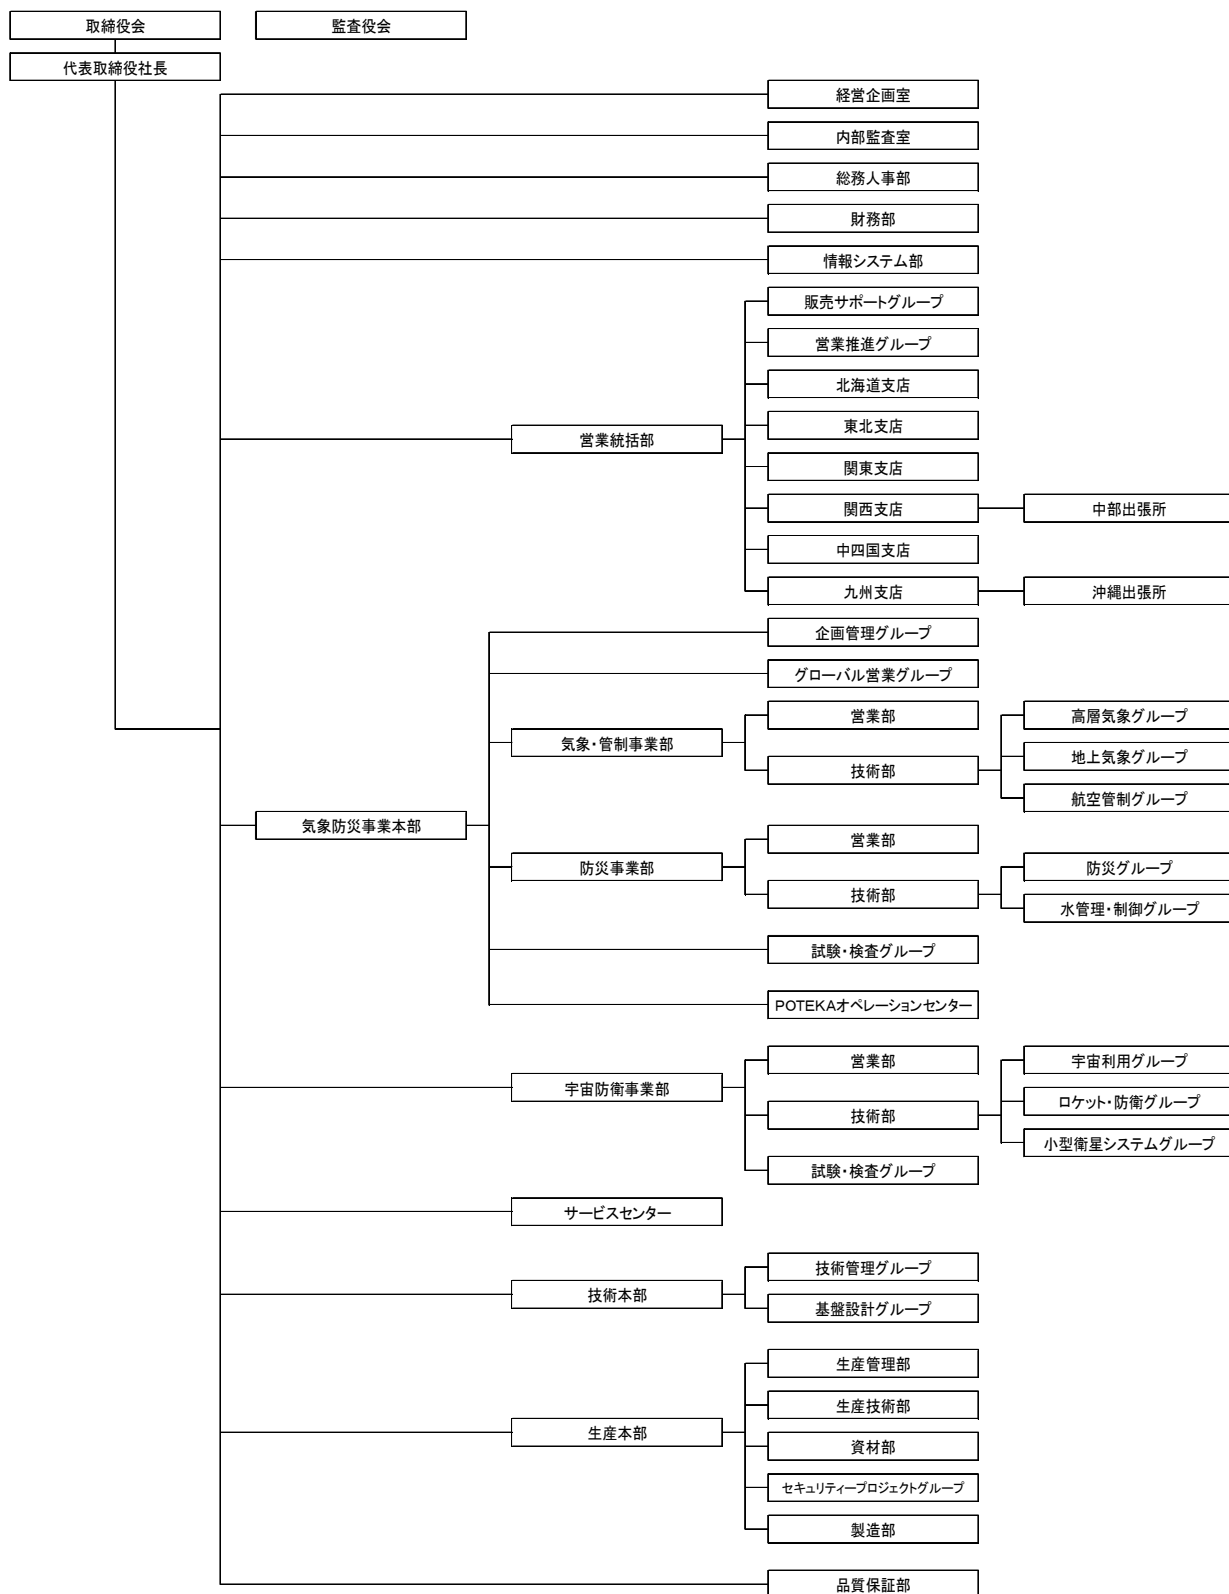 取締役会
監査役会
代表取締役社長
経営企画室
内部監査室
総務人事部
財務部
情報システム部
販売サポートグループ
営業推進グループ
北海道支店
東北支店
営業統括部
関東支店
関西支店
中部出張所
中四国支店
九州支店
沖縄出張所
企画管理グループ
グローバル営業グループ
営業部
高層気象グループ
気象・管制事業部
地上気象グループ
技術部
航空管制グループ
気象防災事業本部
営業部
防災事業部
防災グループ
技術部
水管理・制御グループ
試験・検査グループ
POTEKAオペレーションセンター
営業部
宇宙利用グループ
宇宙防衛事業部
ロケット・防衛グループ
技術部
小型衛星システムグループ
試験・検査グループ
サービスセンター
技術管理グループ
技術本部
基盤設計グループ
生産管理部
生産技術部
生産本部
資材部
セキュリティープロジェクトグループ
製造部
品質保証部